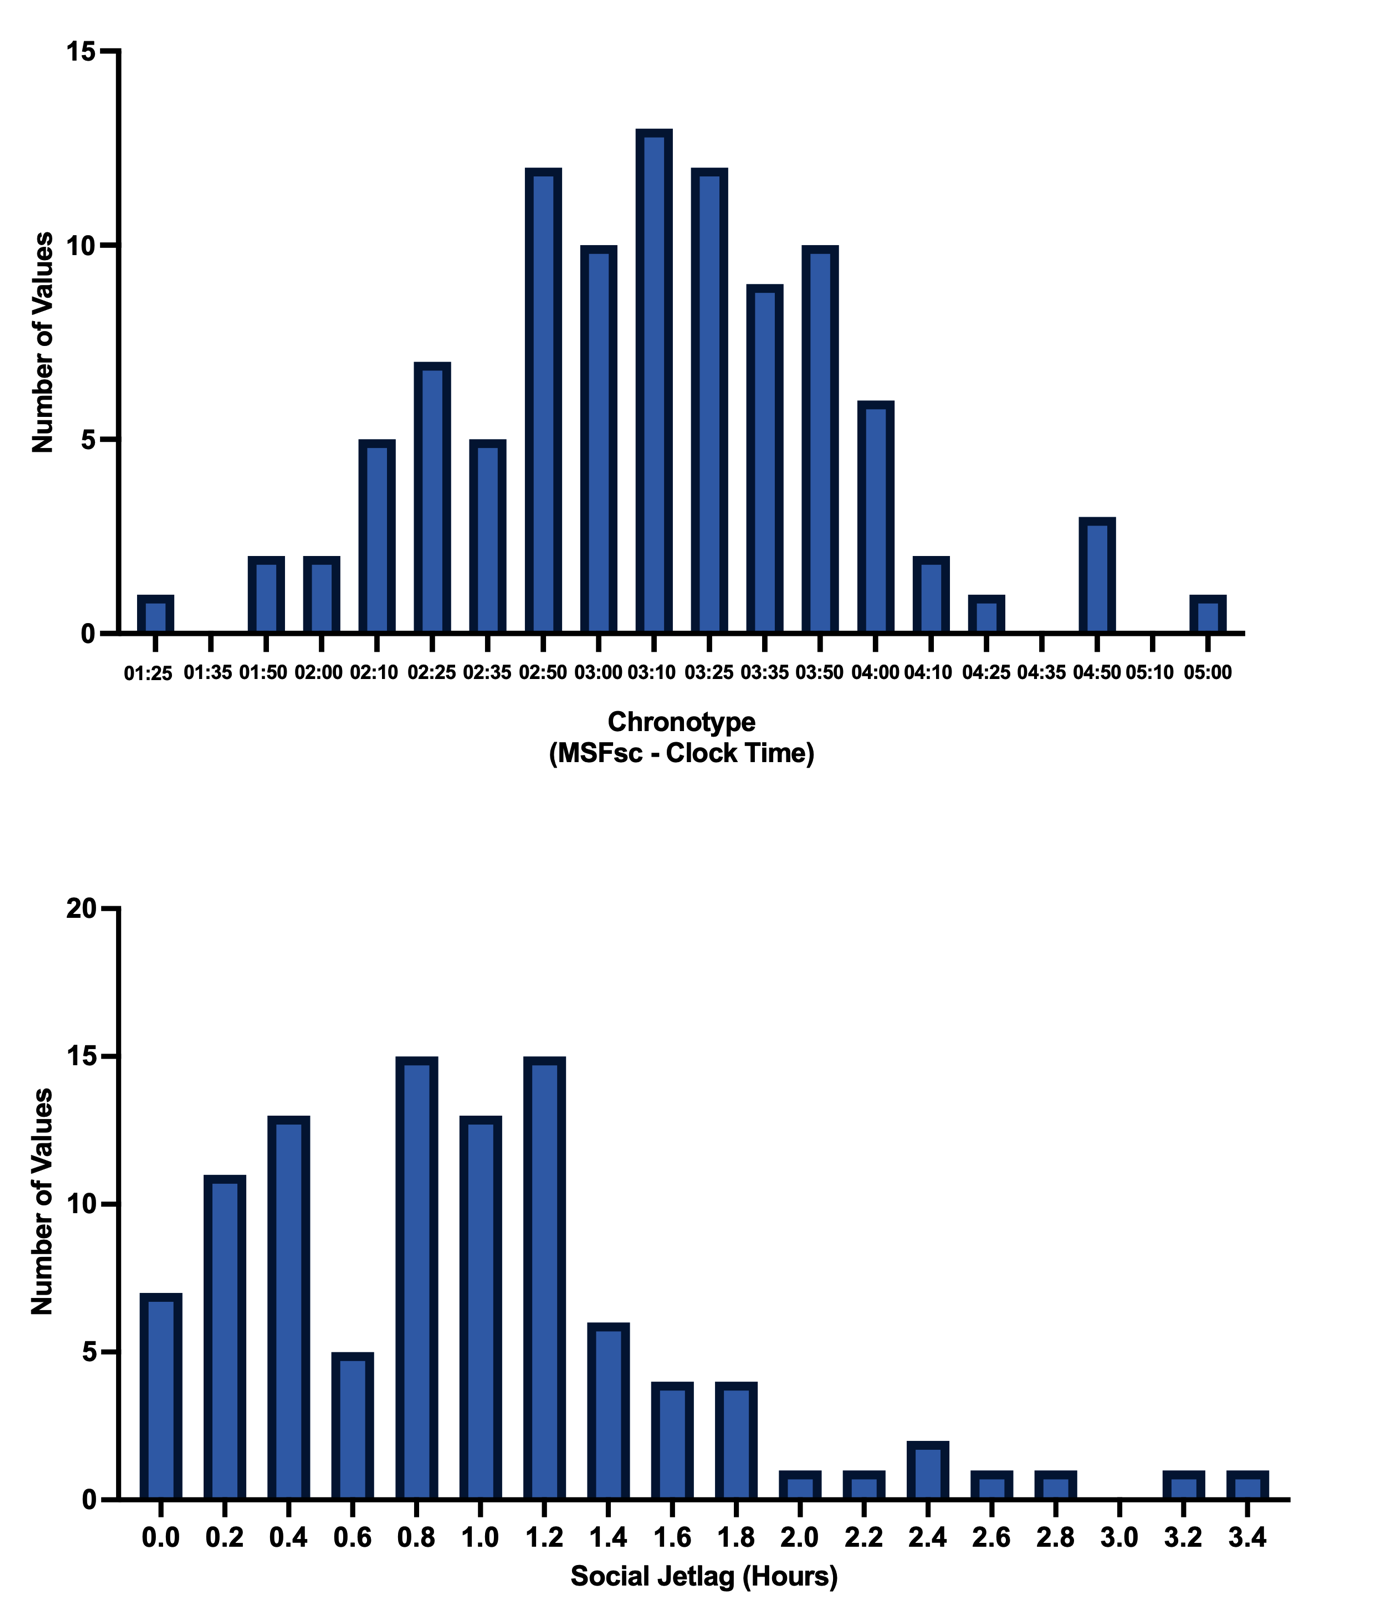 15
10
5
0
Number of Values
01:25 01:35 01:50 02:00 02:10 02:25 02:35 02:50 03:00 03:10 03:25 03:35 03:50 04:00 04:10 04:25 04:35 04:50 05:10 05:00
Chronotype
(MSFsc - Clock Time)
20
15
10
5
0
Number of Values
0.0 0.2 0.4 0.6 0.8 1.0 1.2 1.4 1.6 1.8 2.0 2.2 2.4 2.6 2.8 3.0 3.2 3.4
Social Jetlag (Hours)